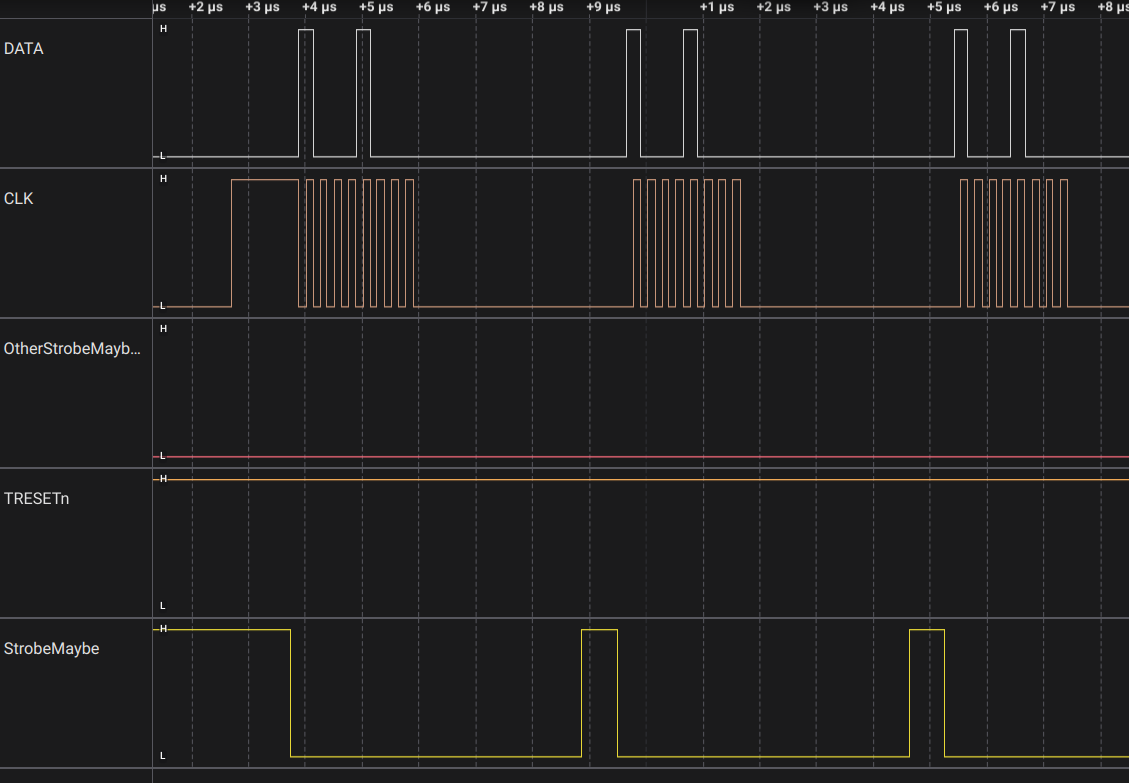 µs +2 µs +3 µs +4 µs +5 µs +6 µs +7 µs +8 µs +9 µs +1 µs +2 µs +3 µs +4 µs +5 µs +6 µs +7 µs +8 µs
H
DATA
L
H
CLK
L
H
OtherStrobeMayb...
L
H
TRESETn
L
H
StrobeMaybe
L